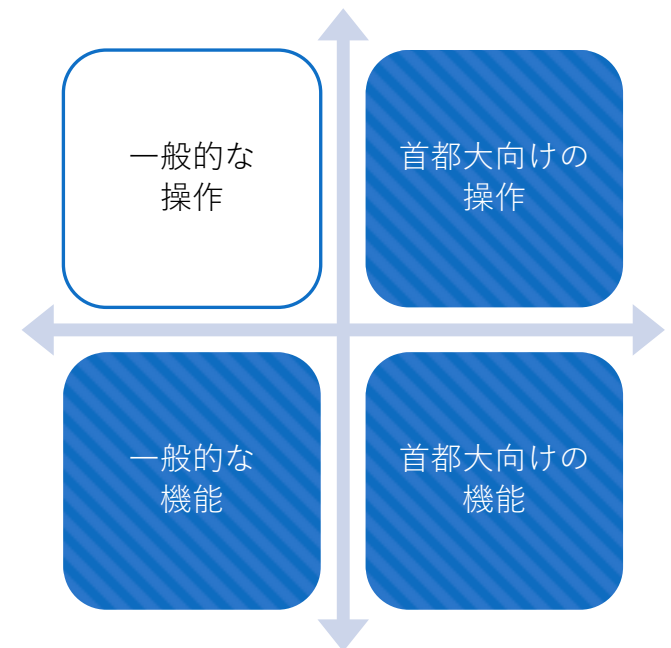 一般的な
操作
首都大向けの
操作
一般的な
機能
首都大向けの
機能